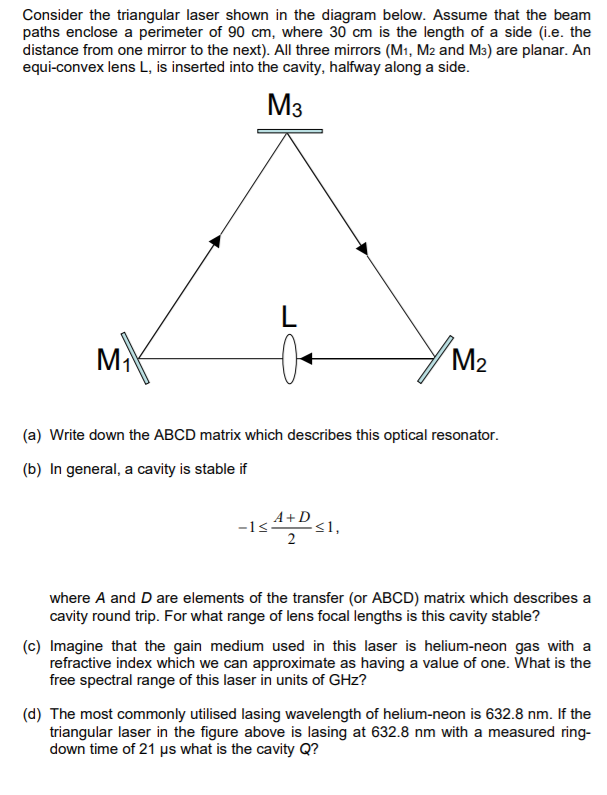 Consider the triangular laser shown in the diagram below. Assume that the beam
paths enclose a perimeter of 90 cm, where 30 cm is the length of a side (i.e. the
distance from one mirror to the next). All three mirrors (M1, M2 and M3) are planar. An
equi-convex lens L, is inserted into the cavity, halfway along a side.
M3
L
M1
M2
(a) Write down the ABCD matrix which describes this optical resonator.
(b) In general, a cavity is stable if
-1 ≤ (A + D)/2 ≤ 1,
where A and D are elements of the transfer (or ABCD) matrix which describes a
cavity round trip. For what range of lens focal lengths is this cavity stable?
(c) Imagine that the gain medium used in this laser is helium-neon gas with a
refractive index which we can approximate as having a value of one. What is the
free spectral range of this laser in units of GHz?
(d) The most commonly utilised lasing wavelength of helium-neon is 632.8 nm. If the
triangular laser in the figure above is lasing at 632.8 nm with a measured ring-
down time of 21 µs what is the cavity Q?